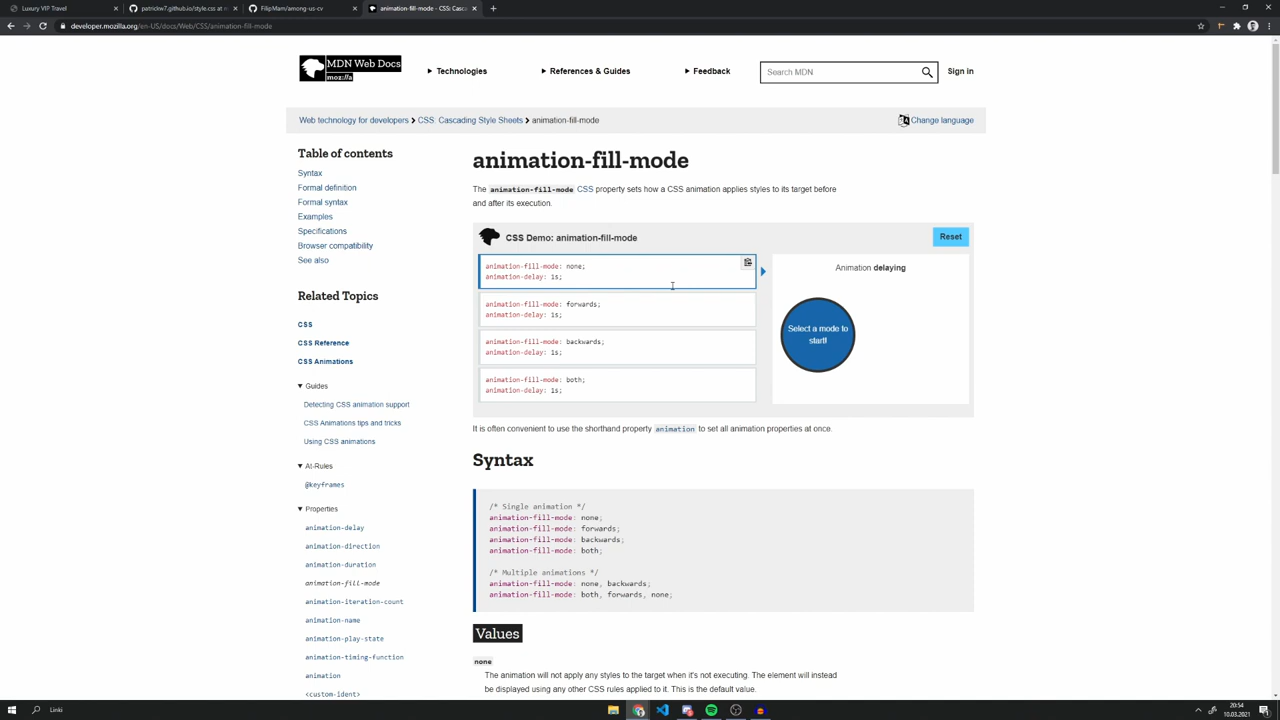 Luxury VIP Travel
patrickw7.github.io/style.css at
FilipMam/among-us-cv
animation-fill-mode - CSS: Casc
developer.mozilla.org/en-US/docs/Web/CSS/animation-fill-mode
MDN Web Docs
moz://a
Technologies
References & Guides
Feedback
Search MDN
Sign in
Web technology for developers
CSS: Cascading Style Sheets
animation-fill-mode
Change language
Table of contents
Syntax
Formal definition
Formal syntax
Examples
Specifications
Browser compatibility
See also
Related Topics
CSS
CSS Reference
CSS Animations
Guides
Detecting CSS animation support
CSS Animations tips and tricks
Using CSS animations
At-Rules
@keyframes
Properties
animation-delay
animation-direction
animation-duration
animation-fill-mode
animation-iteration-count
animation-name
animation-play-state
animation-timing-function
animation
<custom-ident>
animation-fill-mode
The animation-fill-mode CSS property sets how a CSS animation applies styles to its target before
and after its execution.
CSS Demo: animation-fill-mode
Reset
animation-fill-mode: none;
animation-delay: 1s;
animation-fill-mode: forwards;
animation-delay: 1s;
animation-fill-mode: backwards;
animation-delay: 1s;
animation-fill-mode: both;
animation-delay: 1s;
Animation delaying
Select a mode to
start!
It is often convenient to use the shorthand property animation to set all animation properties at once.
Syntax
/* Single animation */
animation-fill-mode: none;
animation-fill-mode: forwards;
animation-fill-mode: backwards;
animation-fill-mode: both;
/* Multiple animations */
animation-fill-mode: none, backwards;
animation-fill-mode: both, forwards, none;
Values
none
The animation will not apply any styles to the target when it's not executing. The element will instead
be displayed using any other CSS rules applied to it. This is the default value.
Linki
20:54
10.03.2021